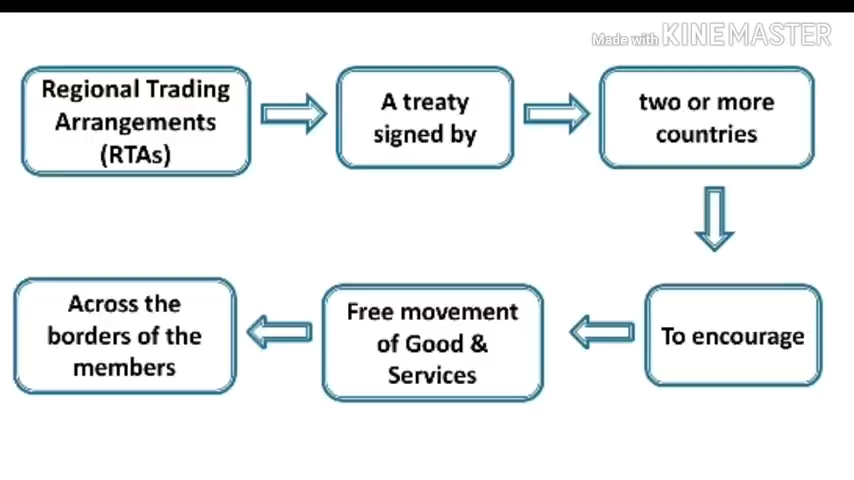 Made with KINEMASTER
Regional Trading
Arrangements
(RTAs)
A treaty
signed by
two or more
countries
To encourage
Free movement
of Good &
Services
Across the
borders of the
members